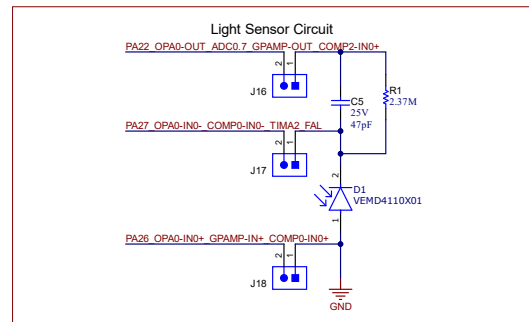 Light Sensor Circuit
PA22_OPA0-OUT_ADC0.7_GPAMP-OUT_COMP2-IN0+
2
1
J16
C5
25V
47pF
R1
2.37M
PA27_OPA0-IN0-_COMP0-IN0-_TIMA2_FAL
2
1
J17
2
D1
VEMD4110X01
1
PA26_OPA0-IN0+_GPAMP-IN+_COMP0-IN0+
2
1
J18
GND